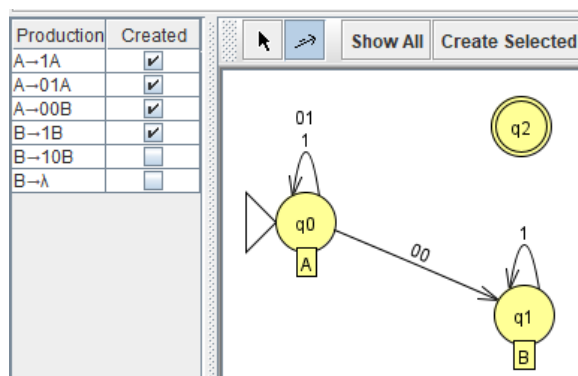 Production Created
A→1A
A→01A
A→00B
B→1B
B→10B
B→λ
Show All Create Selected
01
1
q0
A
00
q2
1
q1
B